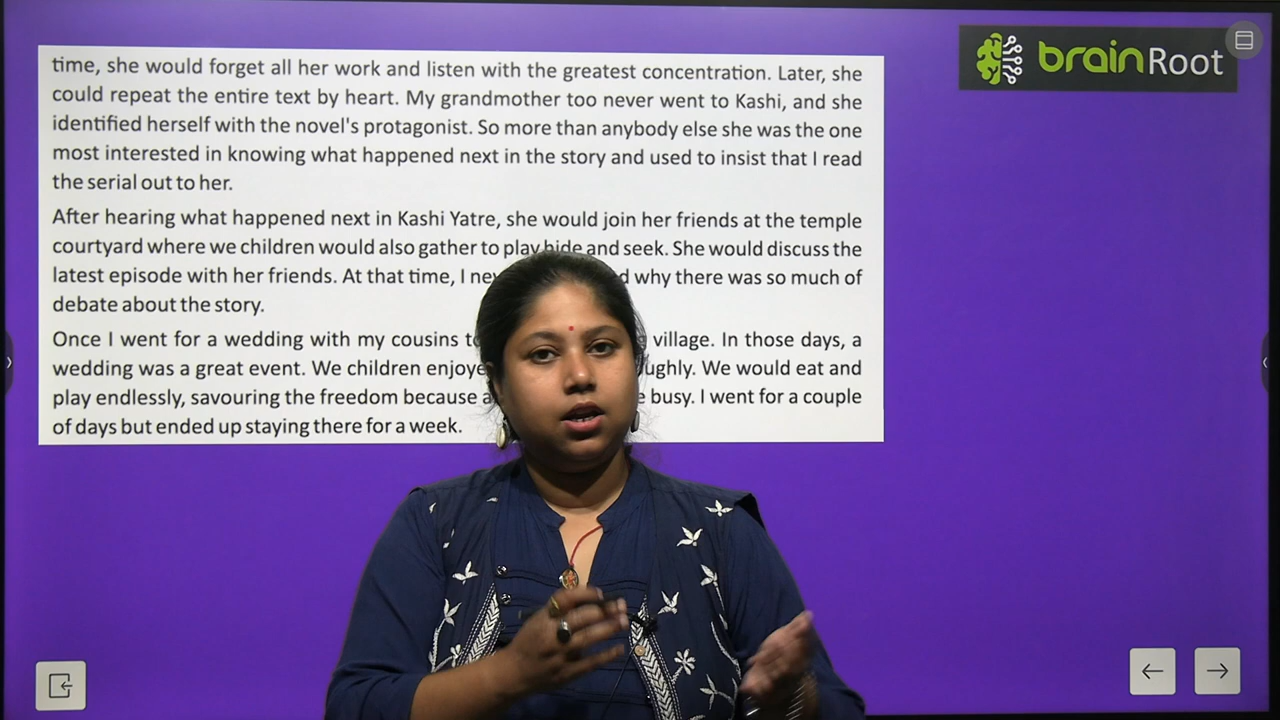 time, she would forget all her work and listen with the greatest concentration. Later, she
could repeat the entire text by heart. My grandmother too never went to Kashi, and she
identified herself with the novel's protagonist. So more than anybody else she was the one
most interested in knowing what happened next in the story and used to insist that I read
the serial out to her.
After hearing what happened next in Kashi Yatre, she would join her friends at the temple
courtyard where we children would also gather to play hide and seek. She would discuss the
latest episode with her friends. At that time, I why there was so much of
debate about the story.
Once I went for a wedding with my cousins village. In those days, a
wedding was a great event. We children We would eat and
play endlessly, savouring the freedom because busy. I went for a couple
of days but ended up staying there for a week.
brainRoot